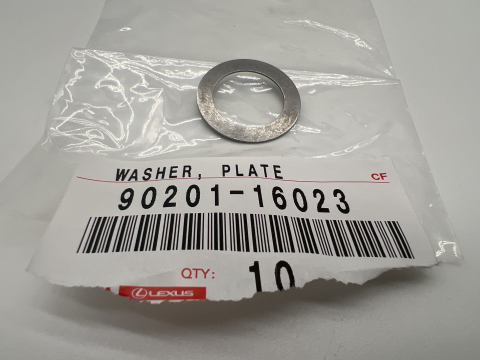 WASHER, PLATE
CF
90201-16023
QTY: 10
LEXUS